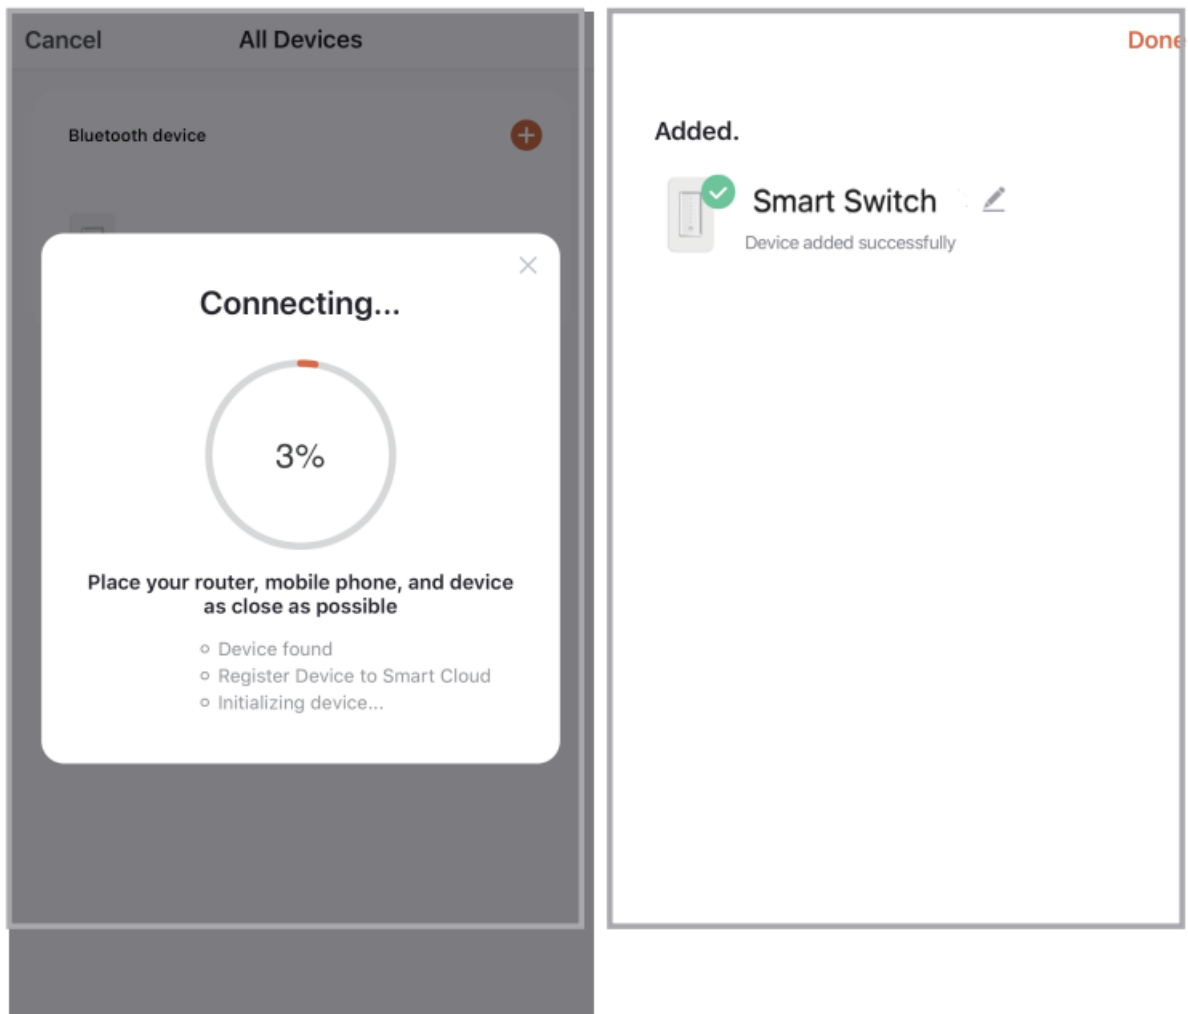 Cancel
All Devices
Bluetooth device
Connecting...
3%
Place your router, mobile phone, and device
as close as possible
Device found
Register Device to Smart Cloud
Initializing device...
Done
Added.
Smart Switch
Device added successfully